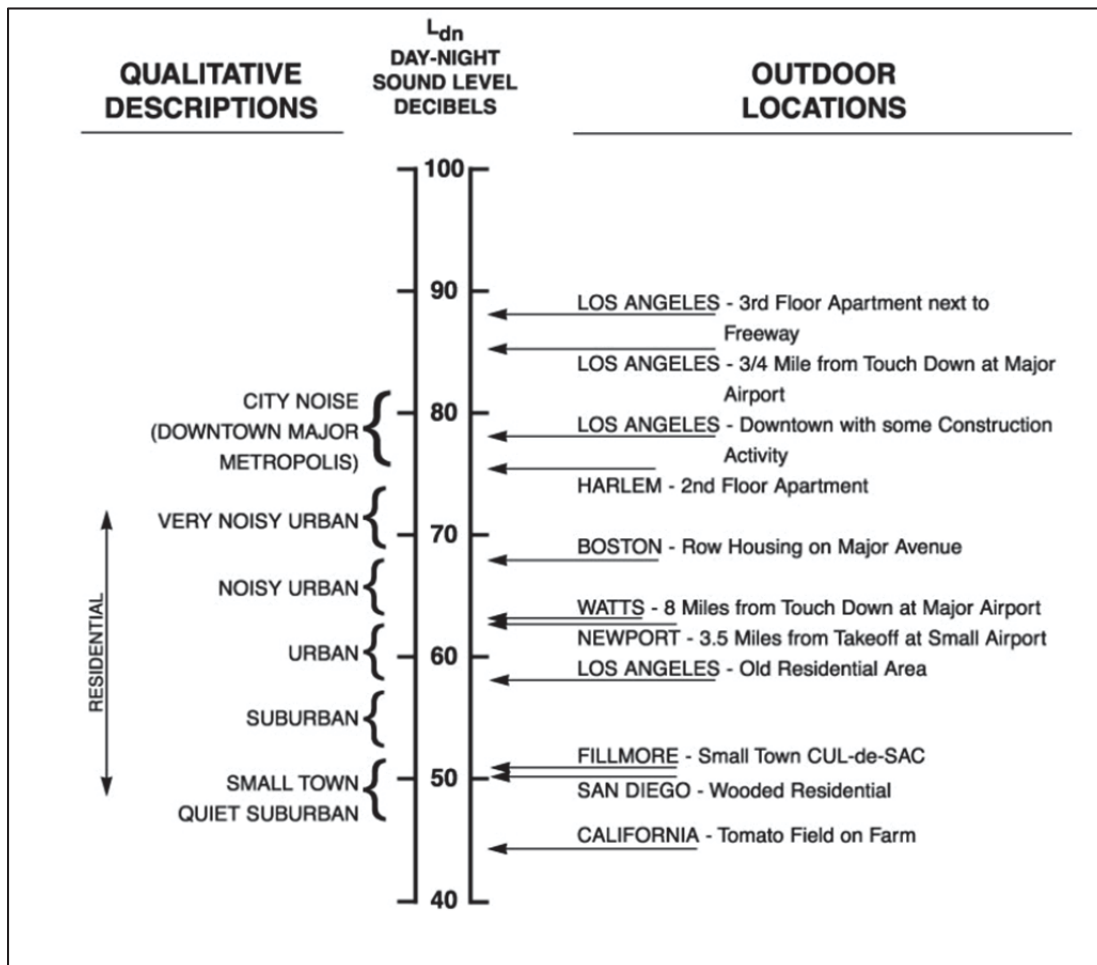 L_dn
DAY-NIGHT
SOUND LEVEL
DECIBELS
QUALITATIVE
DESCRIPTIONS
OUTDOOR
LOCATIONS
100
90
80
70
60
50
40
CITY NOISE
(DOWNTOWN MAJOR
METROPOLIS)
VERY NOISY URBAN
NOISY URBAN
URBAN
SUBURBAN
SMALL TOWN
QUIET SUBURBAN
RESIDENTIAL
LOS ANGELES - 3rd Floor Apartment next to
Freeway
LOS ANGELES - 3/4 Mile from Touch Down at Major
Airport
LOS ANGELES - Downtown with some Construction
Activity
HARLEM - 2nd Floor Apartment
BOSTON - Row Housing on Major Avenue
WATTS - 8 Miles from Touch Down at Major Airport
NEWPORT - 3.5 Miles from Takeoff at Small Airport
LOS ANGELES - Old Residential Area
FILLMORE - Small Town CUL-de-SAC
SAN DIEGO - Wooded Residential
CALIFORNIA - Tomato Field on Farm